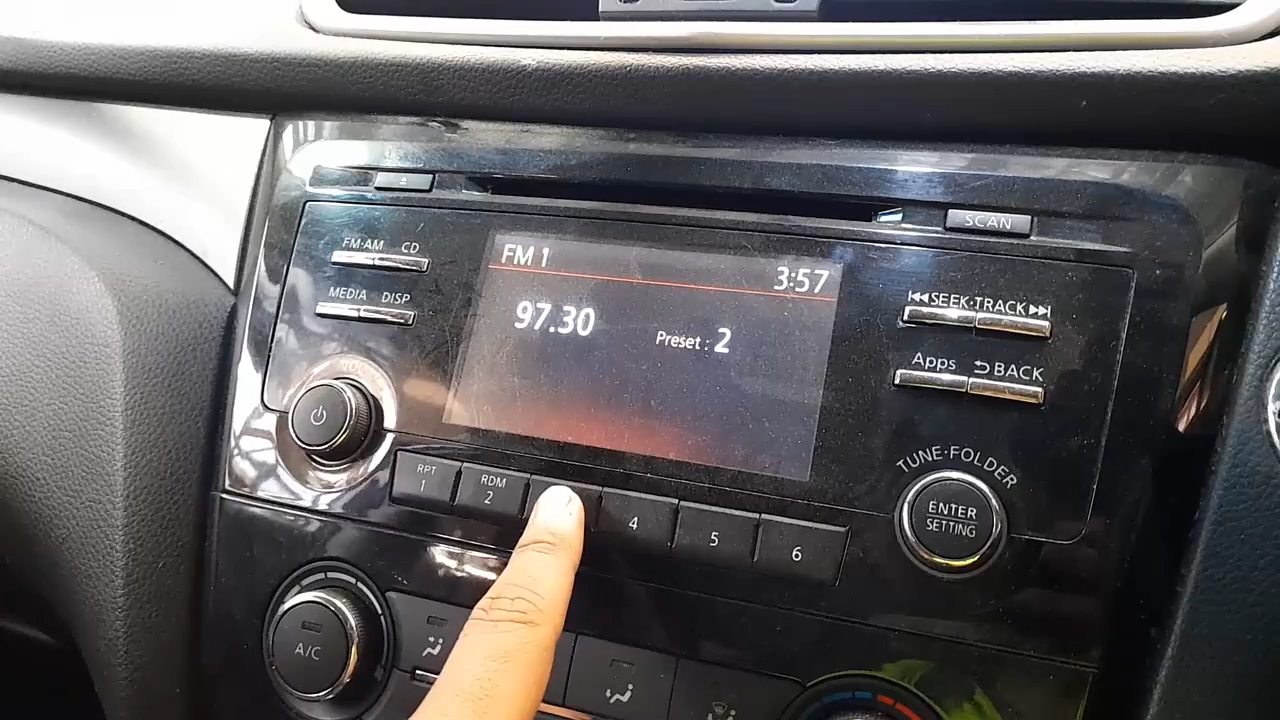 SCAN
FM·AM CD
MEDIA DISP
VOL
FM 1
3:57
97.30
Preset : 2
SEEK·TRACK
Apps BACK
TUNE·FOLDER
ENTER
SETTING
RPT
1
RDM
2
4
5
6
A/C